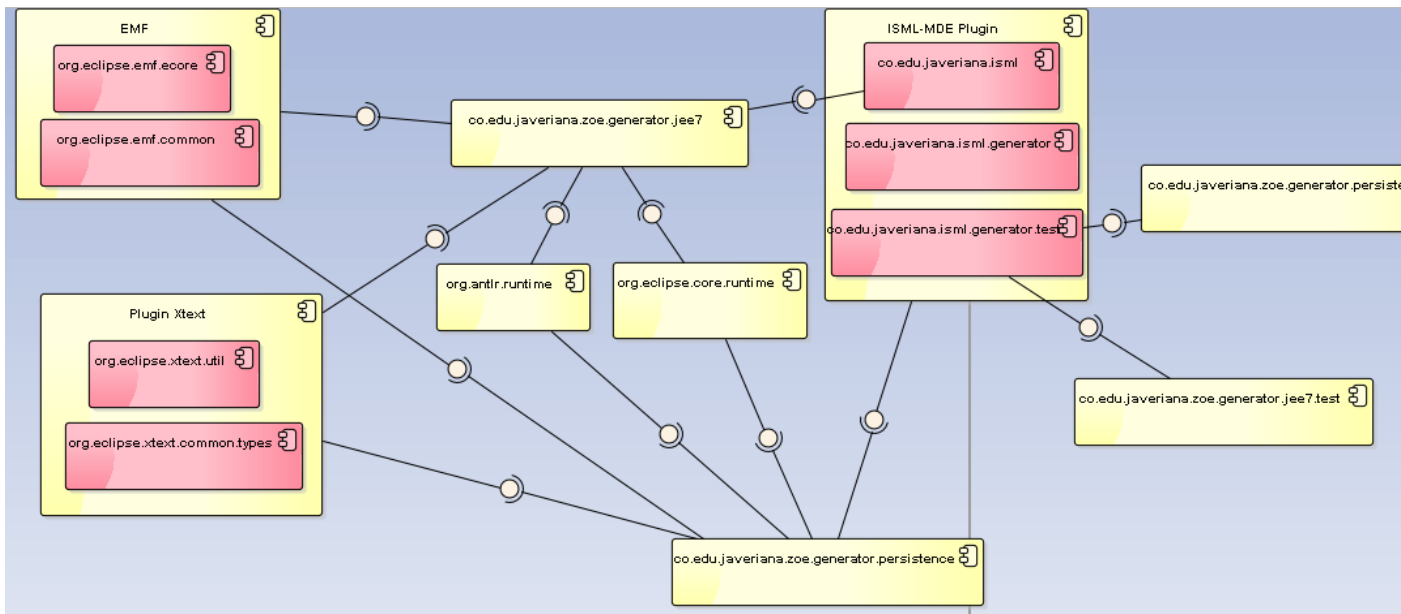 EMF
org.eclipse.emf.ecore
org.eclipse.emf.common
co.edu.javeriana.zoe.generator.jee7
ISML-MDE Plugin
co.edu.javeriana.isml
co.edu.javeriana.isml.generator
co.edu.javeriana.isml.generator.test
co.edu.javeriana.zoe.generator.persiste
org.antlr.runtime
org.eclipse.core.runtime
Plugin Xtext
org.eclipse.xtext.util
org.eclipse.xtext.common.types
co.edu.javeriana.zoe.generator.jee7.test
co.edu.javeriana.zoe.generator.persistence